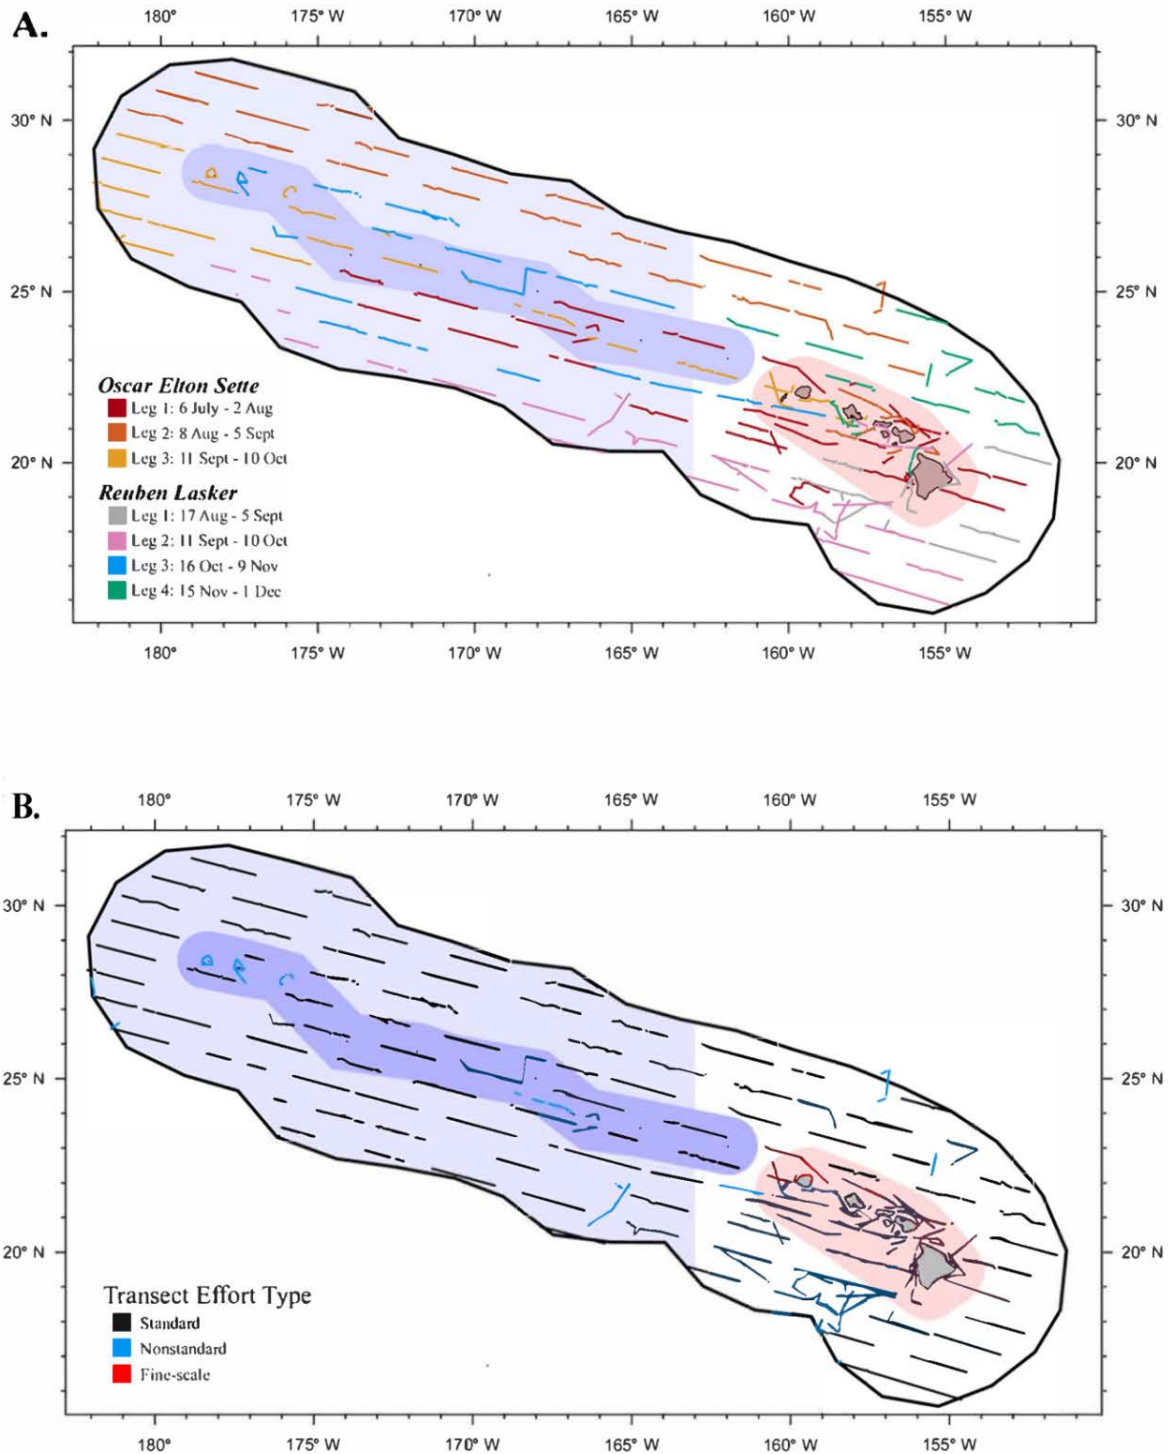 A.
180° 175° W 170° W 165° W 160° W 155° W
30° N 30° N
25° N 25° N
20° N 20° N
Oscar Elton Sette
Leg 1: 6 July - 2 Aug
Leg 2: 8 Aug - 5 Sept
Leg 3: 11 Sept - 10 Oct
Reuben Lasker
Leg 1: 17 Aug - 5 Sept
Leg 2: 11 Sept - 10 Oct
Leg 3: 16 Oct - 9 Nov
Leg 4: 15 Nov - 1 Dec
180° 175° W 170° W 165° W 160° W 155° W
B.
180° 175° W 170° W 165° W 160° W 155° W
30° N 30° N
25° N 25° N
20° N 20° N
Transect Effort Type
Standard
Nonstandard
Fine-scale
180° 175° W 170° W 165° W 160° W 155° W